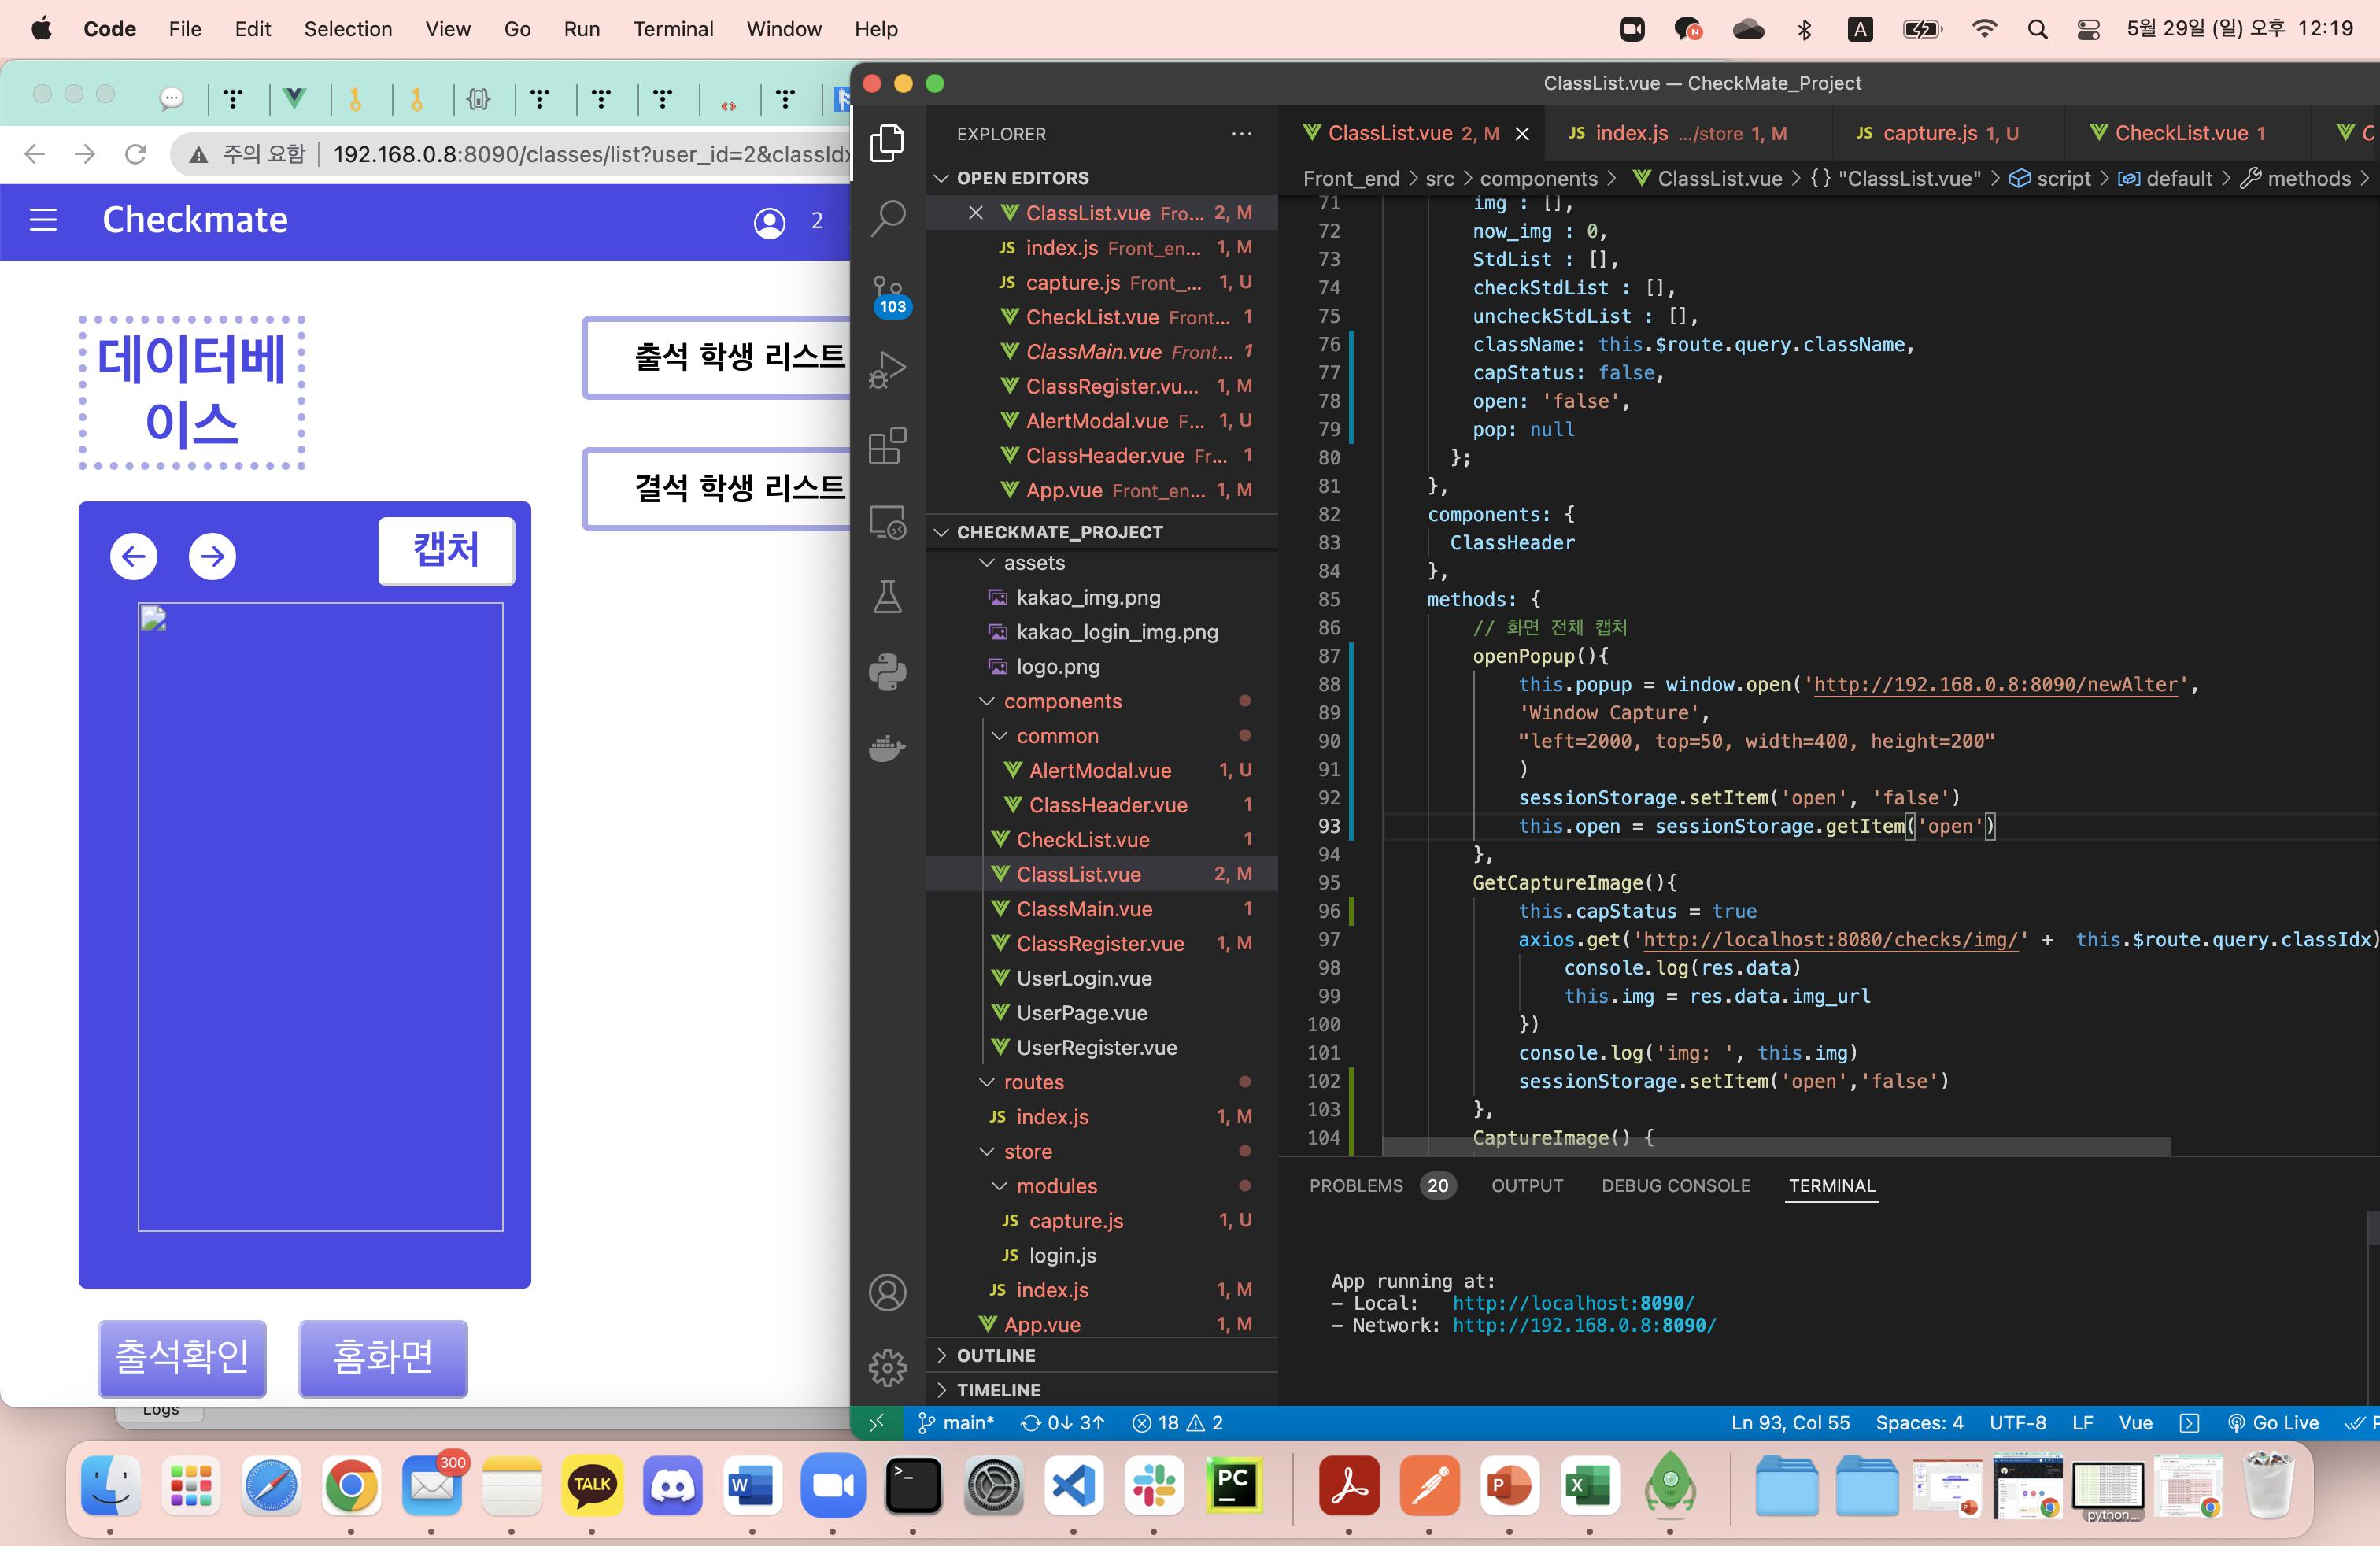 Code File Edit Selection View Go Run Terminal Window Help
A 5월 29일 (일) 오후 12:19
주의 요함 192.168.0.8:8090/classes/list?user_id=2&classIdx
Checkmate 2
데이터베
이스
출석 학생 리스트
결석 학생 리스트
캡처
출석확인 홈화면
Logs
ClassList.vue — CheckMate_Project
EXPLORER
OPEN EDITORS
103
ClassList.vue Fro... 2, M
index.js Front_en... 1, M
capture.js Front_... 1, U
CheckList.vue Front... 1
ClassMain.vue Front... 1
ClassRegister.vu... 1, M
AlertModal.vue F... 1, U
ClassHeader.vue Fr... 1
App.vue Front_en... 1, M
CHECKMATE_PROJECT
assets
kakao_img.png
kakao_login_img.png
logo.png
components
common
AlertModal.vue 1, U
ClassHeader.vue 1
CheckList.vue 1
ClassList.vue 2, M
ClassMain.vue 1
ClassRegister.vue 1, M
UserLogin.vue
UserPage.vue
UserRegister.vue
routes
JS index.js 1, M
store
modules
JS capture.js 1, U
JS login.js
JS index.js 1, M
App.vue 1, M
OUTLINE
TIMELINE
ClassList.vue 2, M JS index.js .../store 1, M JS capture.js 1, U CheckList.vue 1 C
Front_end > src > components > ClassList.vue > {} "ClassList.vue" > script > default > methods >
71 img : [],
72 now_img : 0,
73 StdList : [],
74 checkStdList : [],
75 uncheckStdList : [],
76 className: this.$route.query.className,
77 capStatus: false,
78 open: 'false',
79 pop: null
80 };
81 },
82 components: {
83 ClassHeader
84 },
85 methods: {
86 // 화면 전체 캡처
87 openPopup(){
88 this.popup = window.open('http://192.168.0.8:8090/newAlter',
89 'Window Capture',
90 "left=2000, top=50, width=400, height=200"
91 )
92 sessionStorage.setItem('open', 'false')
93 this.open = sessionStorage.getItem('open')
94 },
95 GetCaptureImage(){
96 this.capStatus = true
97 axios.get('http://localhost:8080/checks/img/' + this.$route.query.classIdx)
98 console.log(res.data)
99 this.img = res.data.img_url
100 })
101 console.log('img: ', this.img)
102 sessionStorage.setItem('open','false')
103 },
104 CaptureImage() {
PROBLEMS 20 OUTPUT DEBUG CONSOLE TERMINAL
App running at:
- Local: http://localhost:8090/
- Network: http://192.168.0.8:8090/
main* 0↓ 3↑ 18 2 Ln 93, Col 55 Spaces: 4 UTF-8 LF Vue Go Live
300 TALK W >_ PC P X python...